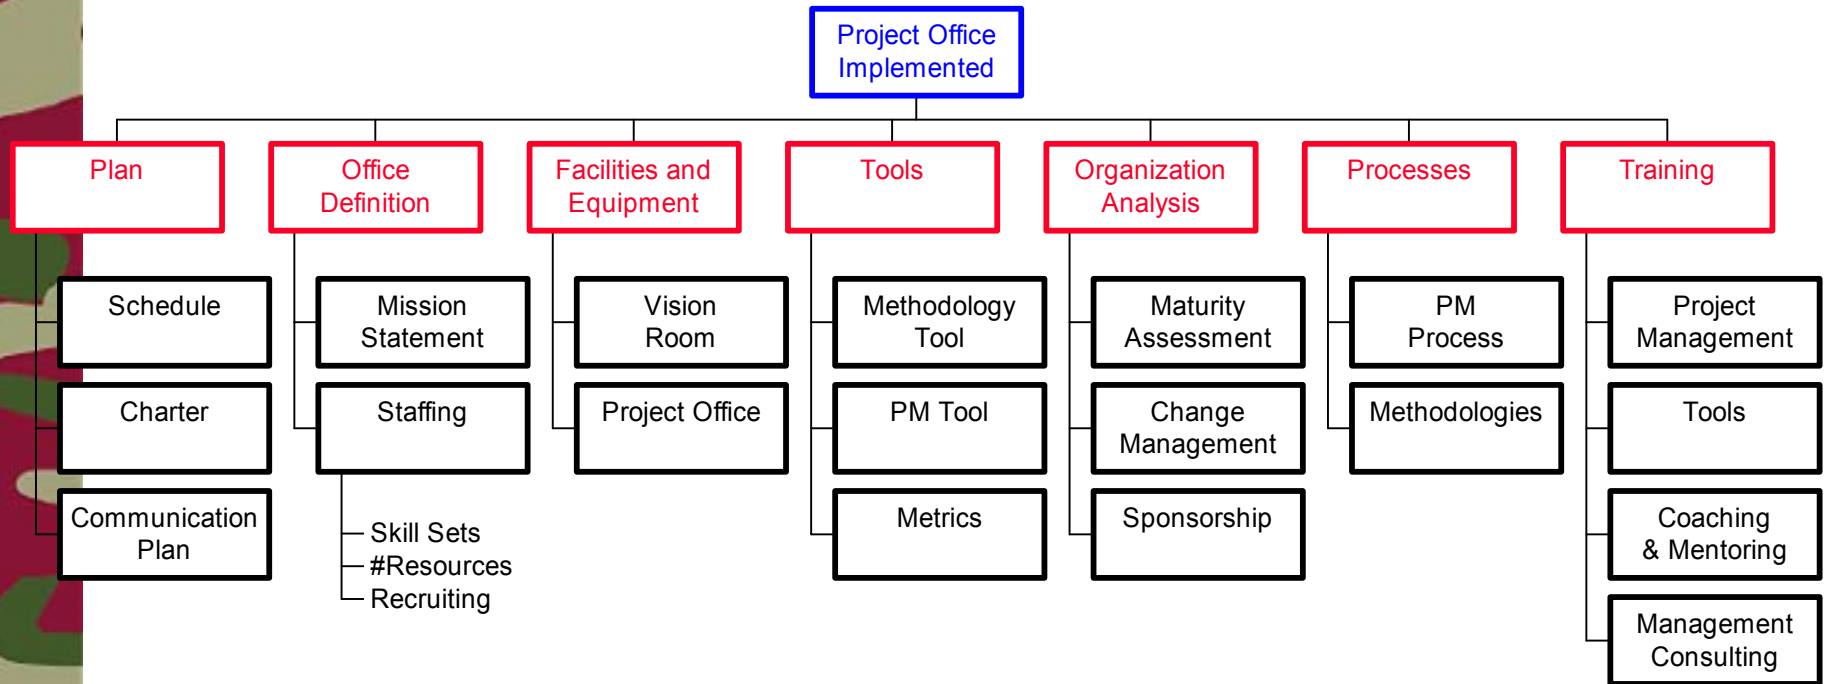 Project Office
Implemented
Plan
Office
Definition
Facilities and
Equipment
Tools
Organization
Analysis
Processes
Training
Schedule
Charter
Communication
Plan
Mission
Statement
Staffing
Skill Sets
#Resources
Recruiting
Vision
Room
Project Office
Methodology
Tool
PM Tool
Metrics
Maturity
Assessment
Change
Management
Sponsorship
PM
Process
Methodologies
Project
Management
Tools
Coaching
& Mentoring
Management
Consulting